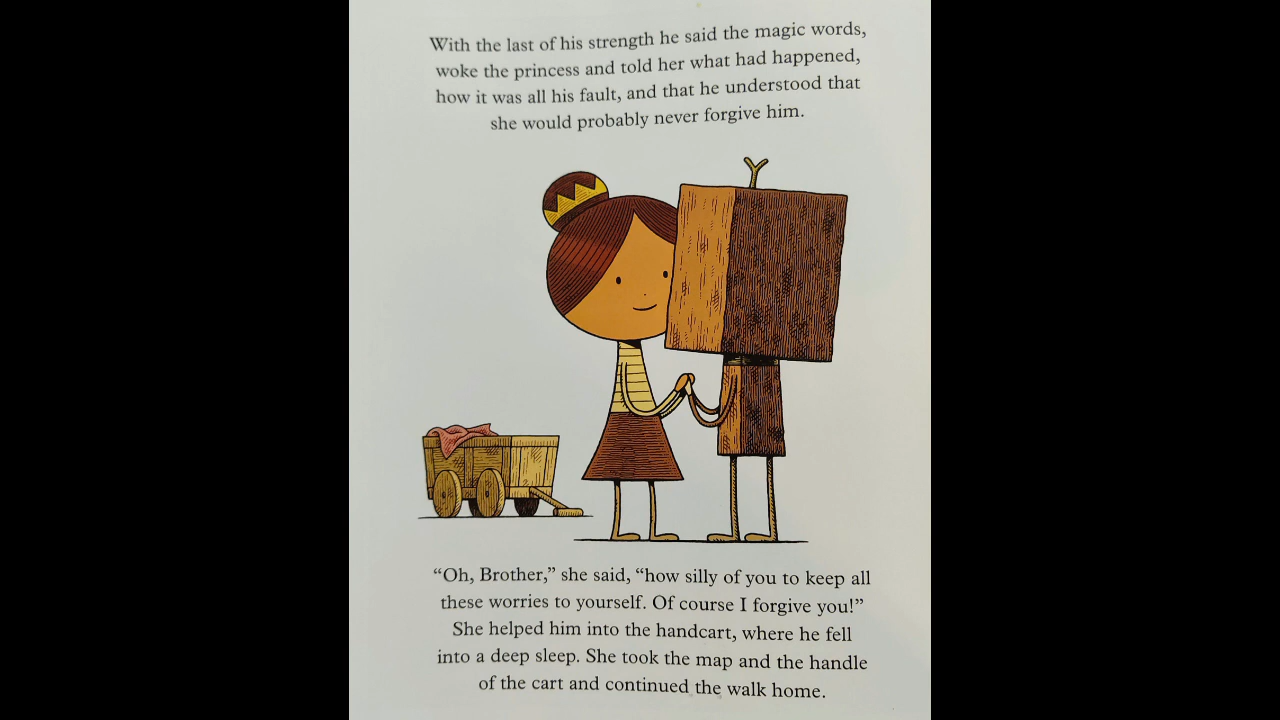 With the last of his strength he said the magic words,
woke the princess and told her what had happened,
how it was all his fault, and that he understood that
she would probably never forgive him.
“Oh, Brother,” she said, “how silly of you to keep all
these worries to yourself. Of course I forgive you!”
She helped him into the handcart, where he fell
into a deep sleep. She took the map and the handle
of the cart and continued the walk home.